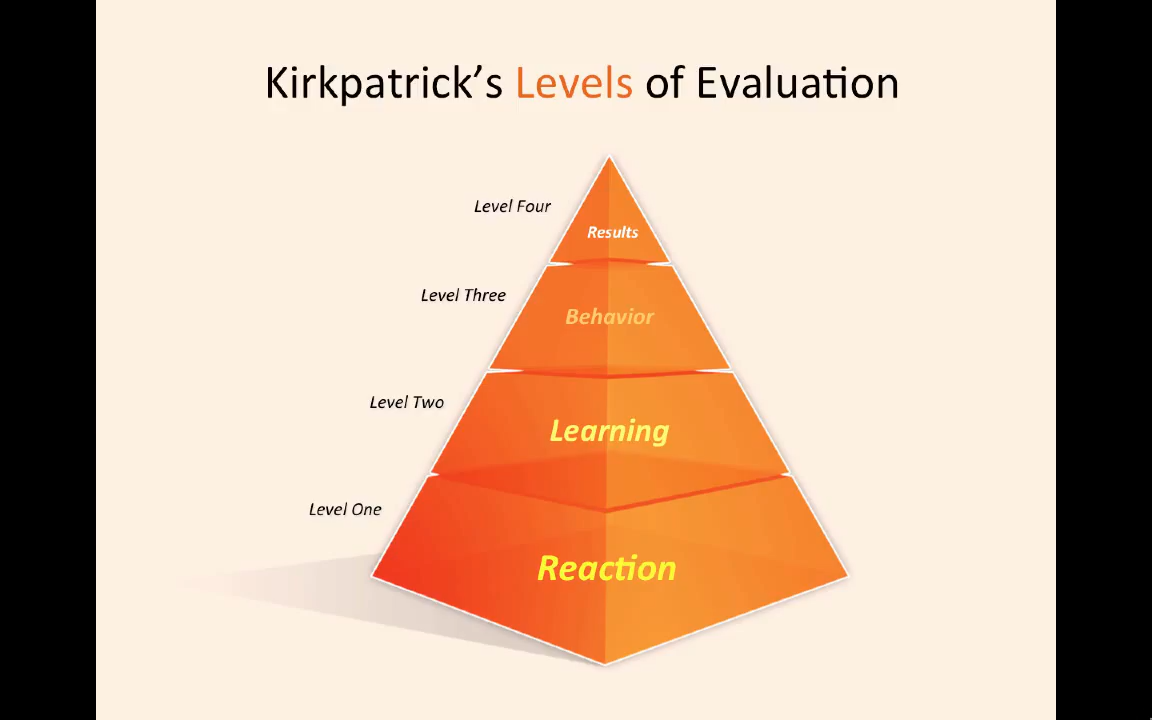 Kirkpatrick’s Levels of Evaluation
Level Four
Results
Level Three
Behavior
Level Two
Learning
Level One
Reaction